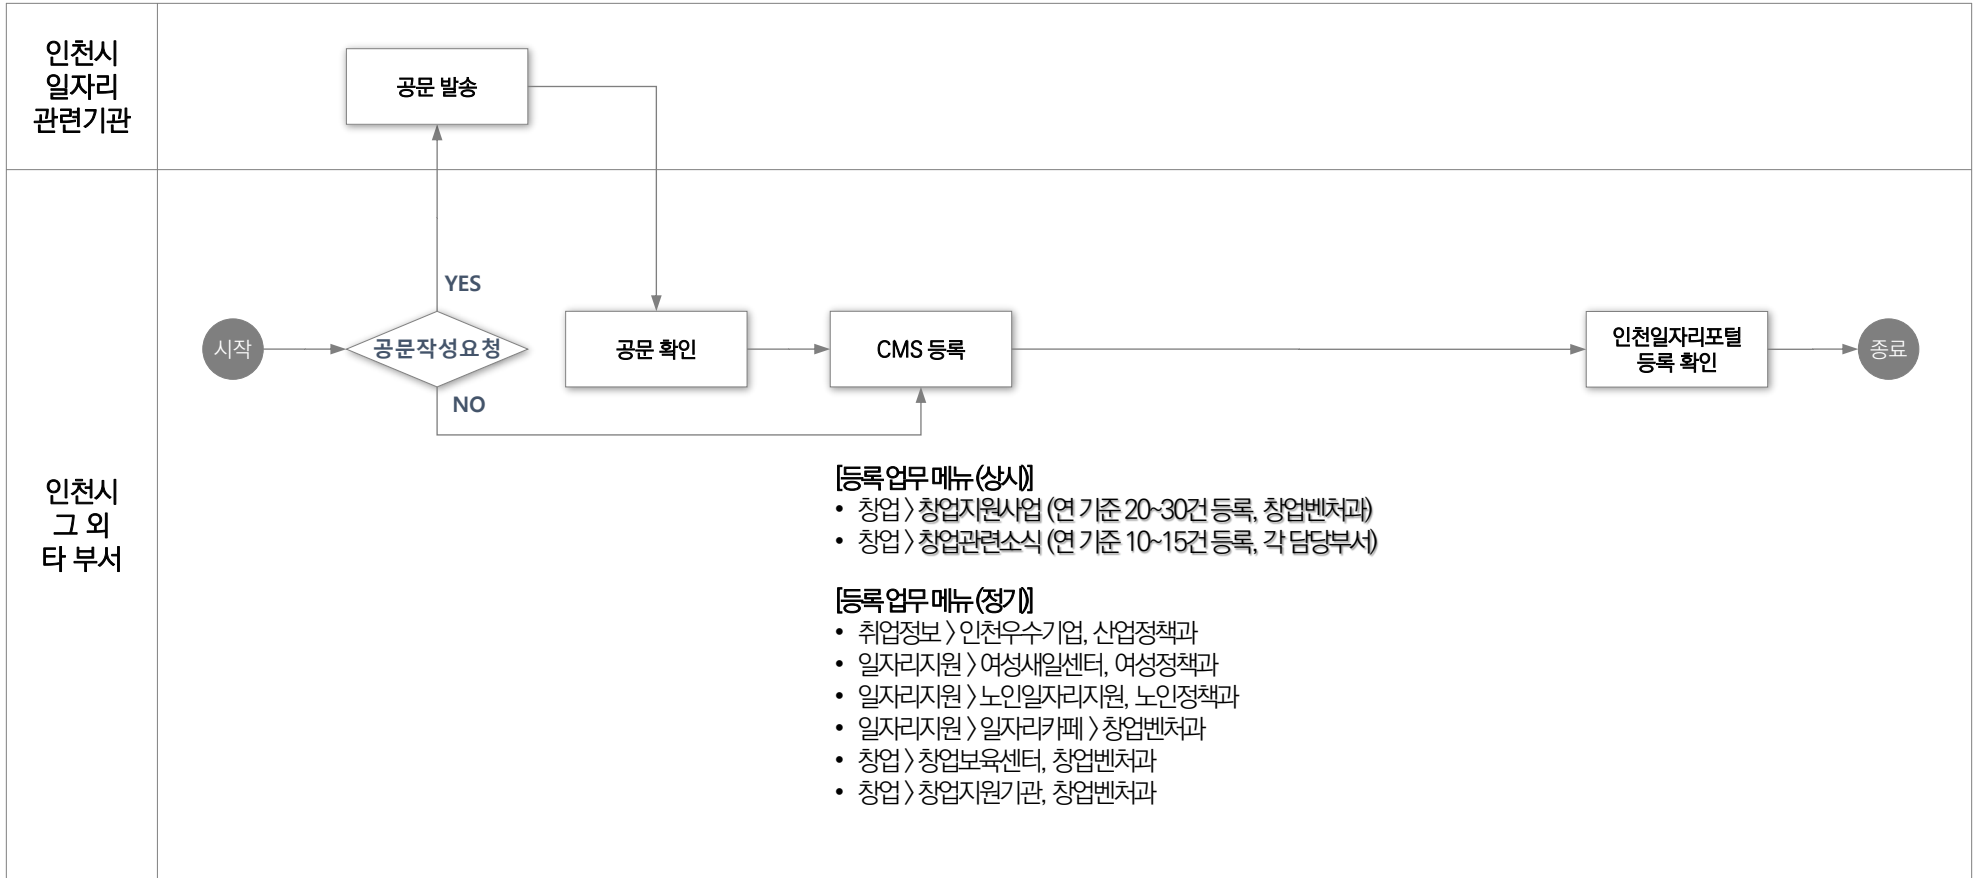 인천시
일자리
관련기관
공문 발송
YES
시작
공문작성요청
공문 확인
CMS 등록
인천일자리포털
등록 확인
종료
NO
인천시
그 외
타 부서
[등록 업무 메뉴 (상시)]
• 창업 〉 창업지원사업 (연 기준 20~30건 등록, 창업벤처과)
• 창업 〉 창업관련소식 (연 기준 10~15건 등록, 각 담당부서)
[등록 업무 메뉴 (정기)]
• 취업정보 〉 인천우수기업, 산업정책과
• 일자리지원 〉 여성새일센터, 여성정책과
• 일자리지원 〉 노인일자리지원, 노인정책과
• 일자리지원 〉 일자리카페 〉 창업벤처과
• 창업 〉 창업보육센터, 창업벤처과
• 창업 〉 창업지원기관, 창업벤처과